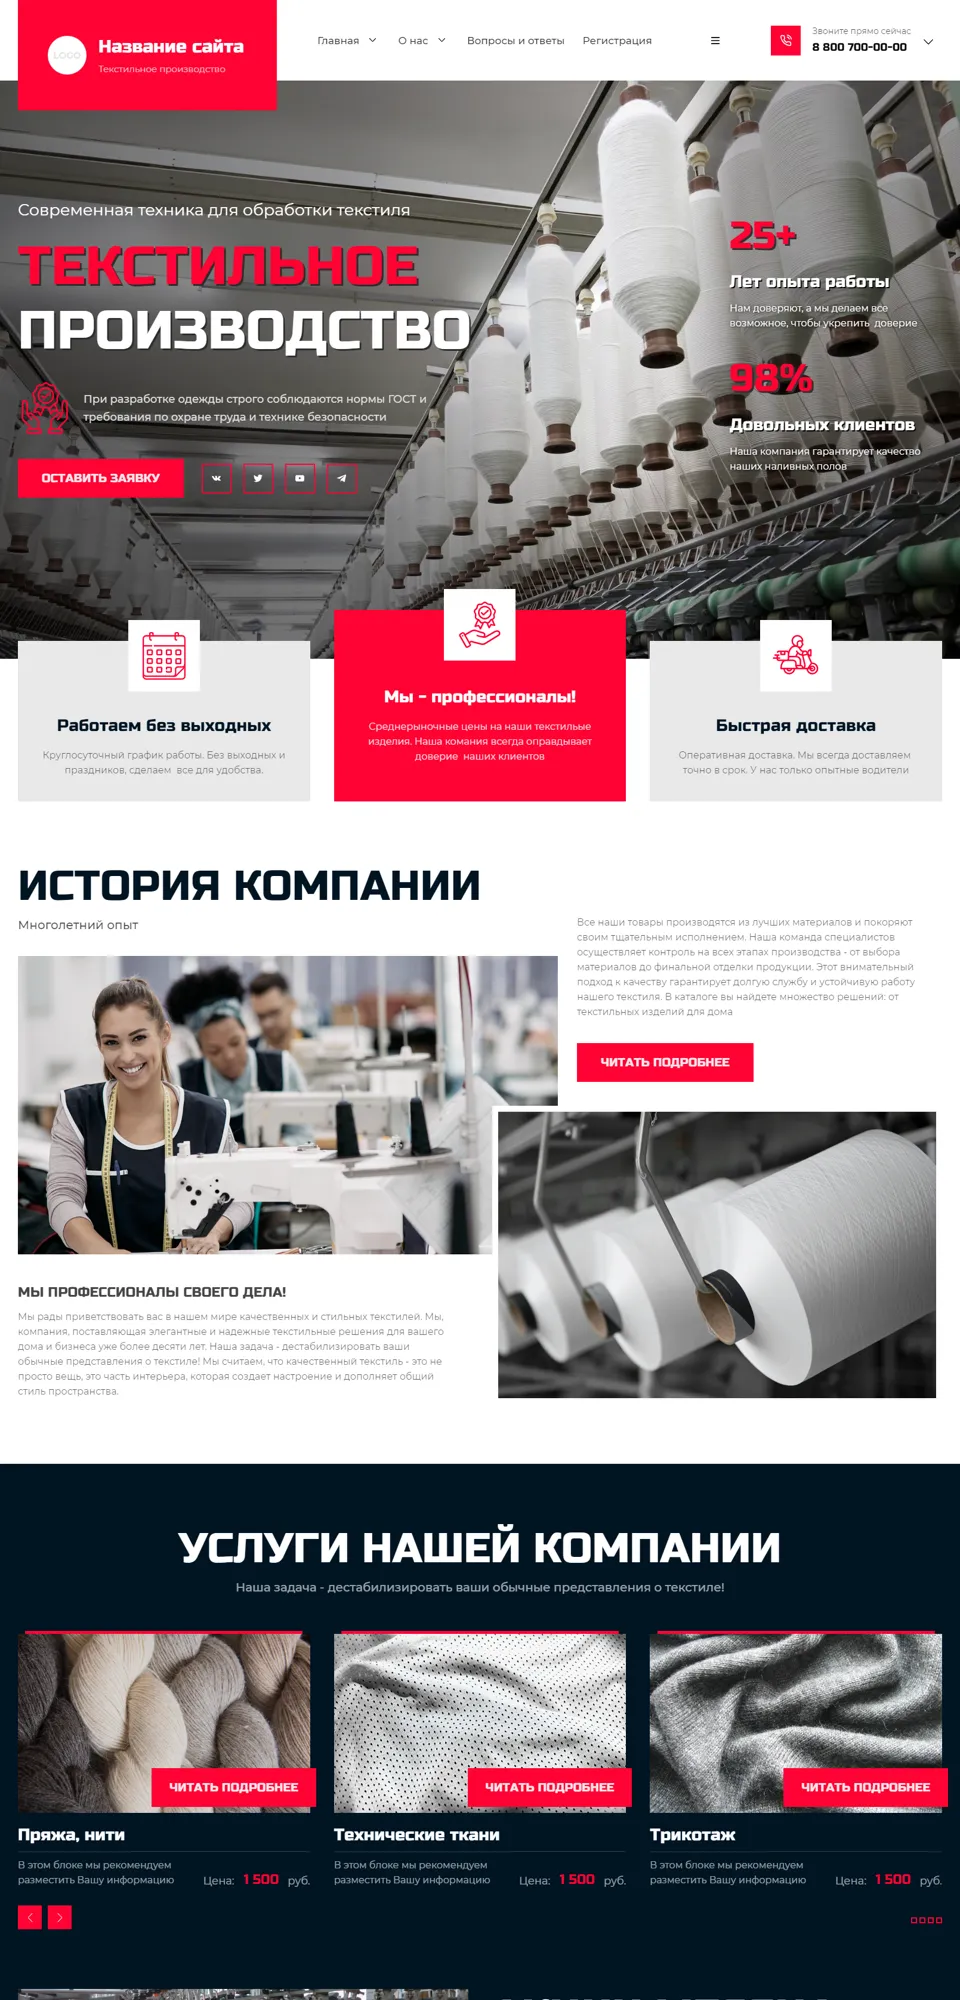 LOGO
Название сайта
Текстильное производство
Главная
О нас
Вопросы и ответы
Регистрация
Звоните прямо сейчас
8 800 700-00-00
Современная техника для обработки текстиля
ТЕКСТИЛЬНОЕ
ПРОИЗВОДСТВО
При разработке одежды строго соблюдаются нормы ГОСТ и
требования по охране труда и технике безопасности
ОСТАВИТЬ ЗАЯВКУ
25+
Лет опыта работы
Нам доверяют, а мы делаем все
возможное, чтобы укрепить доверие
98%
Довольных клиентов
Наша компания гарантирует качество
наших наливных полов
Работаем без выходных
Круглосуточный график работы. Без выходных и
праздников, сделаем все для удобства.
Мы - профессионалы!
Среднерыночные цены на наши текстильые
изделия. Наша комания всегда оправдывает
доверие наших клиентов
Быстрая доставка
Оперативная доставка. Мы всегда доставляем
точно в срок. У нас только опытные водители
ИСТОРИЯ КОМПАНИИ
Многолетний опыт
Все наши товары производятся из лучших материалов и покоряют
своим тщательным исполнением. Наша команда специалистов
осуществляет контроль на всех этапах производства - от выбора
материалов до финальной отделки продукции. Этот внимательный
подход к качеству гарантирует долгую службу и устойчивую работу
нашего текстиля. В каталоге вы найдете множество решений: от
текстильных изделий для дома
ЧИТАТЬ ПОДРОБНЕЕ
МЫ ПРОФЕССИОНАЛЫ СВОЕГО ДЕЛА!
Мы рады приветствовать вас в нашем мире качественных и стильных текстилей. Мы,
компания, поставляющая элегантные и надежные текстильные решения для вашего
дома и бизнеса уже более десяти лет. Наша задача - дестабилизировать ваши
обычные представления о текстиле! Мы считаем, что качественный текстиль - это не
просто вещь, это часть интерьера, которая создает настроение и дополняет общий
стиль пространства.
УСЛУГИ НАШЕЙ КОМПАНИИ
Наша задача - дестабилизировать ваши обычные представления о текстиле!
ЧИТАТЬ ПОДРОБНЕЕ
Пряжа, нити
В этом блоке мы рекомендуем
разместить Вашу информацию
Цена: 1 500 руб.
ЧИТАТЬ ПОДРОБНЕЕ
Технические ткани
В этом блоке мы рекомендуем
разместить Вашу информацию
Цена: 1 500 руб.
ЧИТАТЬ ПОДРОБНЕЕ
Трикотаж
В этом блоке мы рекомендуем
разместить Вашу информацию
Цена: 1 500 руб.